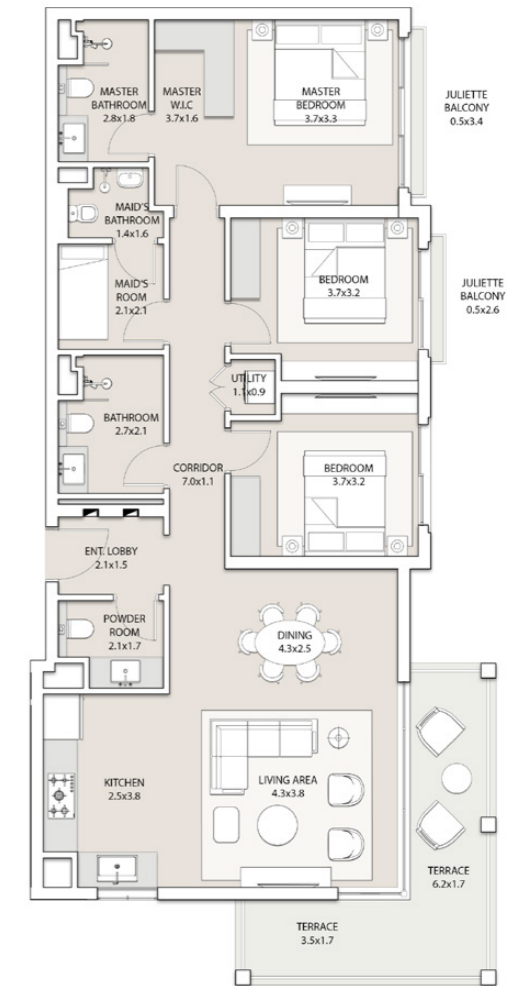 MASTER
BATHROOM
2.8x1.8
MASTER
W.I.C
3.7x1.6
MASTER
BEDROOM
3.7x3.3
JULIETTE
BALCONY
0.5x3.4
MAID'S
BATHROOM
1.4x1.6
MAID'S
ROOM
2.1x2.1
BEDROOM
3.7x3.2
JULIETTE
BALCONY
0.5x2.6
UTILITY
1.1x0.9
BATHROOM
2.7x2.1
CORRIDOR
7.0x1.1
BEDROOM
3.7x3.2
ENT. LOBBY
2.1x1.5
POWDER
ROOM
2.1x1.7
DINING
4.3x2.5
KITCHEN
2.5x3.8
LIVING AREA
4.3x3.8
TERRACE
6.2x1.7
TERRACE
3.5x1.7